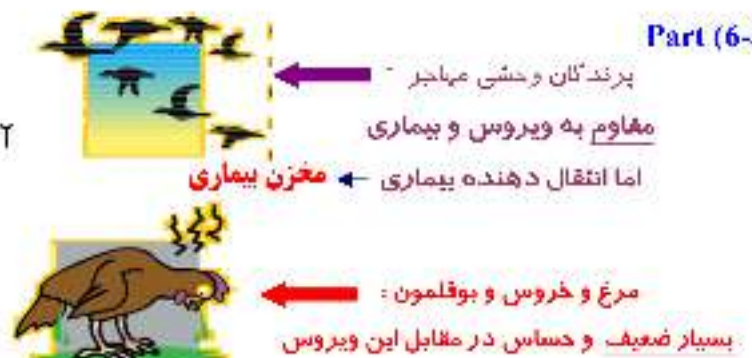 Part (6-
پرندگان وحشی مهاجر :
مقاوم به ویروس و بیماری
آ
اما انتقال دهنده بیماری ← مخزن بیماری
مرغ و خروس و بوقلمون :
بسیار ضعیف و حساس در مقابل این ویروس